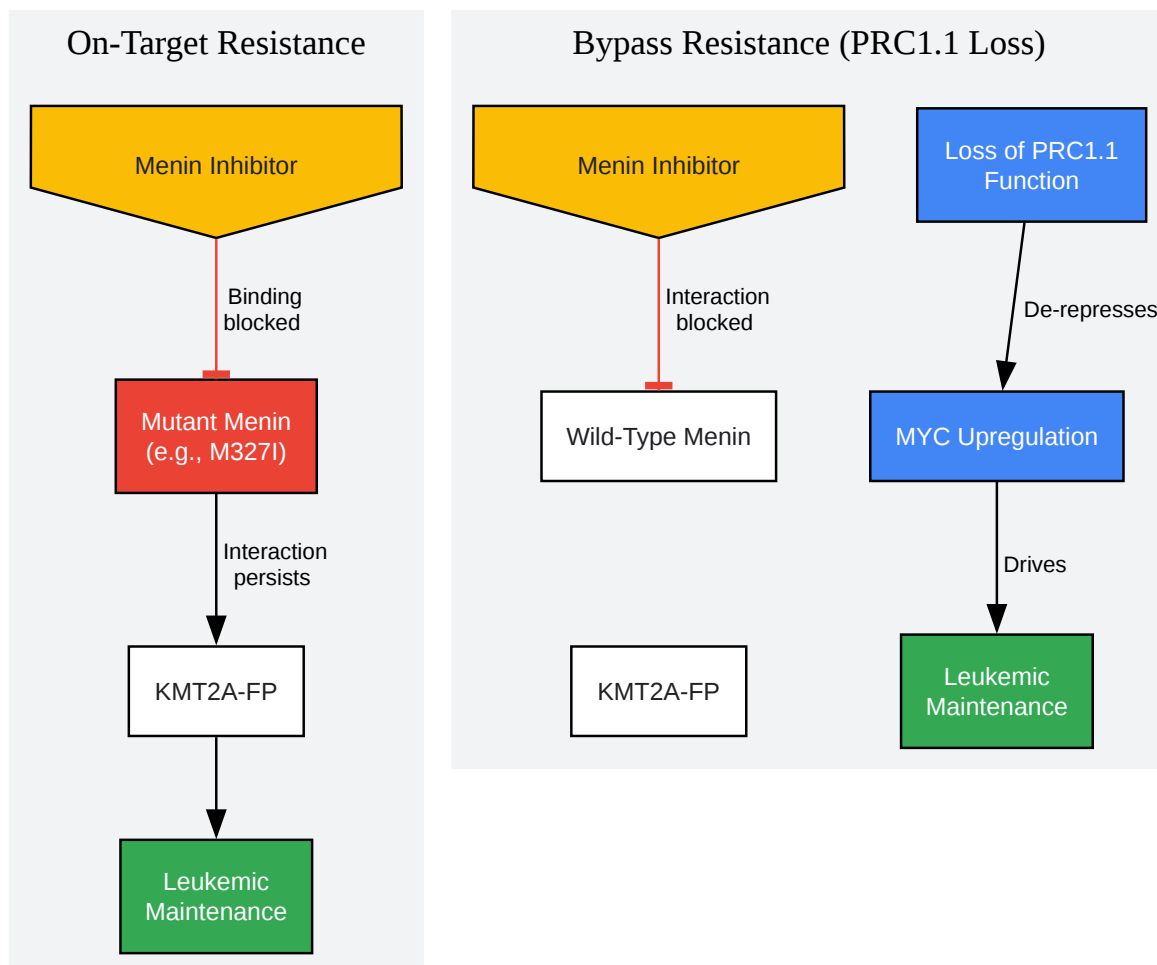 On-Target Resistance
Menin Inhibitor
Binding
blocked
Mutant Menin
(e.g., M327I)
Interaction
persists
KMT2A-FP
Leukemic
Maintenance
Bypass Resistance (PRC1.1 Loss)
Menin Inhibitor
Interaction
blocked
Wild-Type Menin
KMT2A-FP
Loss of PRC1.1
Function
De-represses
MYC Upregulation
Drives
Leukemic
Maintenance